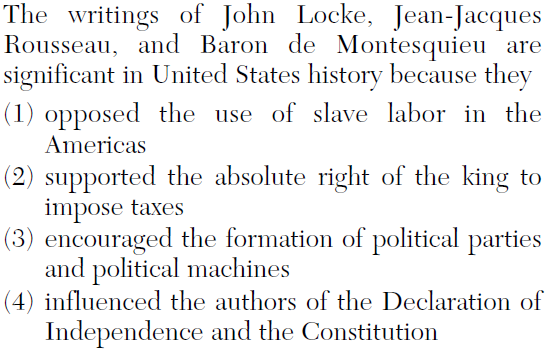 The writings of John Locke, Jean-Jacques
Rousseau, and Baron de Montesquieu are
significant in United States history because they
(1) opposed the use of slave labor in the
Americas
(2) supported the absolute right of the king to
impose taxes
(3) encouraged the formation of political parties
and political machines
(4) influenced the authors of the Declaration of
Independence and the Constitution